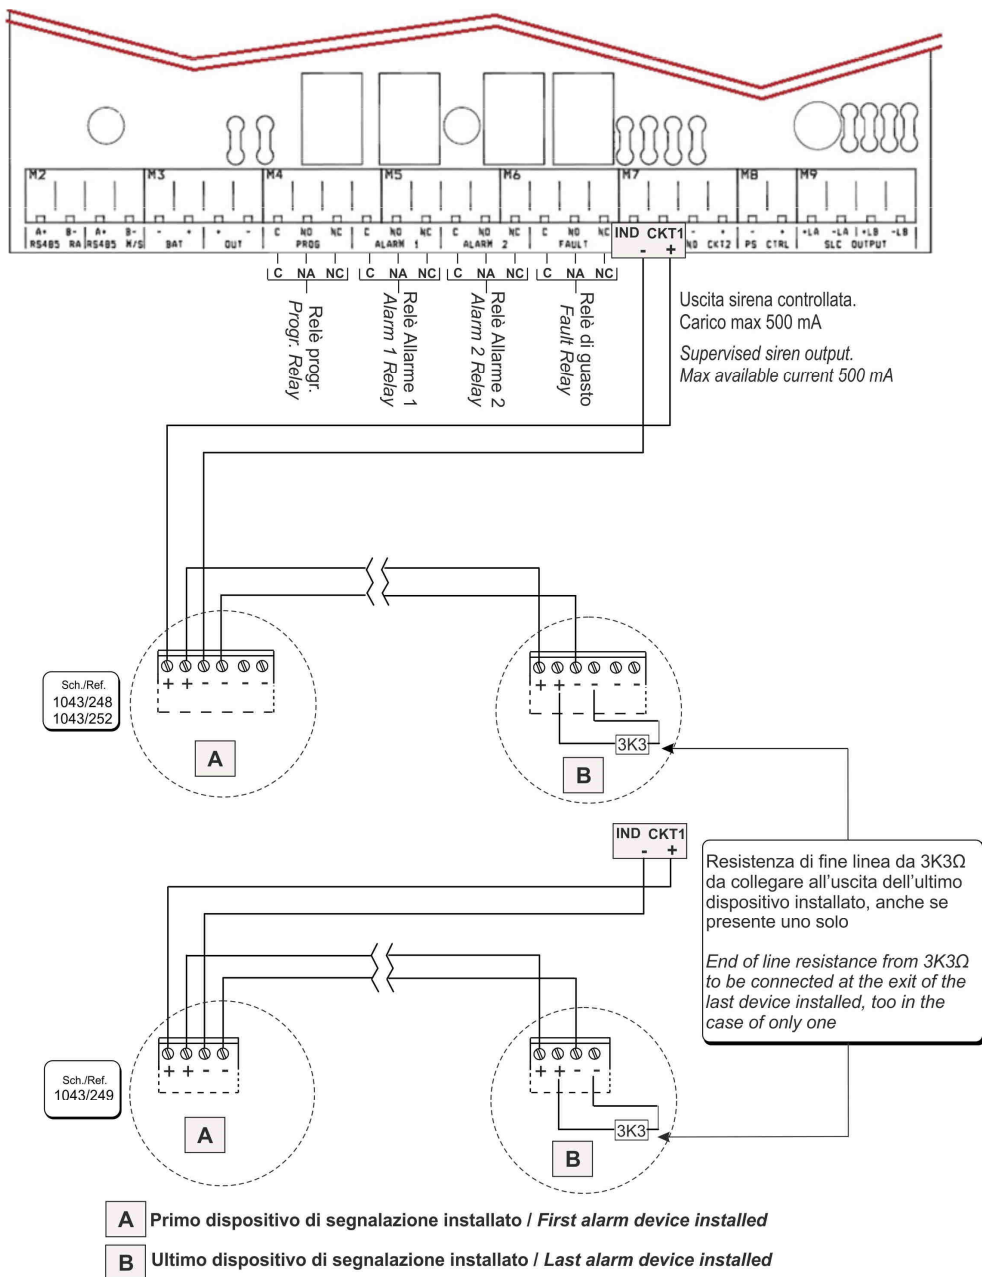 M2 M3 M4 M5 M6 M7 M8 M9
A+ B- A+ B- - + + - C NO NC C NO NC C NO NC C NO NC IND CKT1 - + - + +LA -LA +LB -LB
RS485 RA RS485 M/S BAT OUT PROG ALARM 1 ALARM 2 FAULT - + ND CKT2 PS CTRL SLC OUTPUT
C NA NC C NA NC C NA NC C NA NC
Relè progr.
Progr. Relay
Relè Allarme 1
Alarm 1 Relay
Relè Allarme 2
Alarm 2 Relay
Relè di guasto
Fault Relay
Uscita sirena controllata.
Carico max 500 mA
Supervised siren output.
Max available current 500 mA
Sch./Ref.
1043/248
1043/252
+ + - - - -
A
+ + - - - -
3K3
B
IND CKT1
- +
Resistenza di fine linea da 3K3Ω
da collegare all'uscita dell'ultimo
dispositivo installato, anche se
presente uno solo
End of line resistance from 3K3Ω
to be connected at the exit of the
last device installed, too in the
case of only one
Sch./Ref.
1043/249
+ + - -
A
+ + - -
3K3
B
A Primo dispositivo di segnalazione installato / First alarm device installed
B Ultimo dispositivo di segnalazione installato / Last alarm device installed